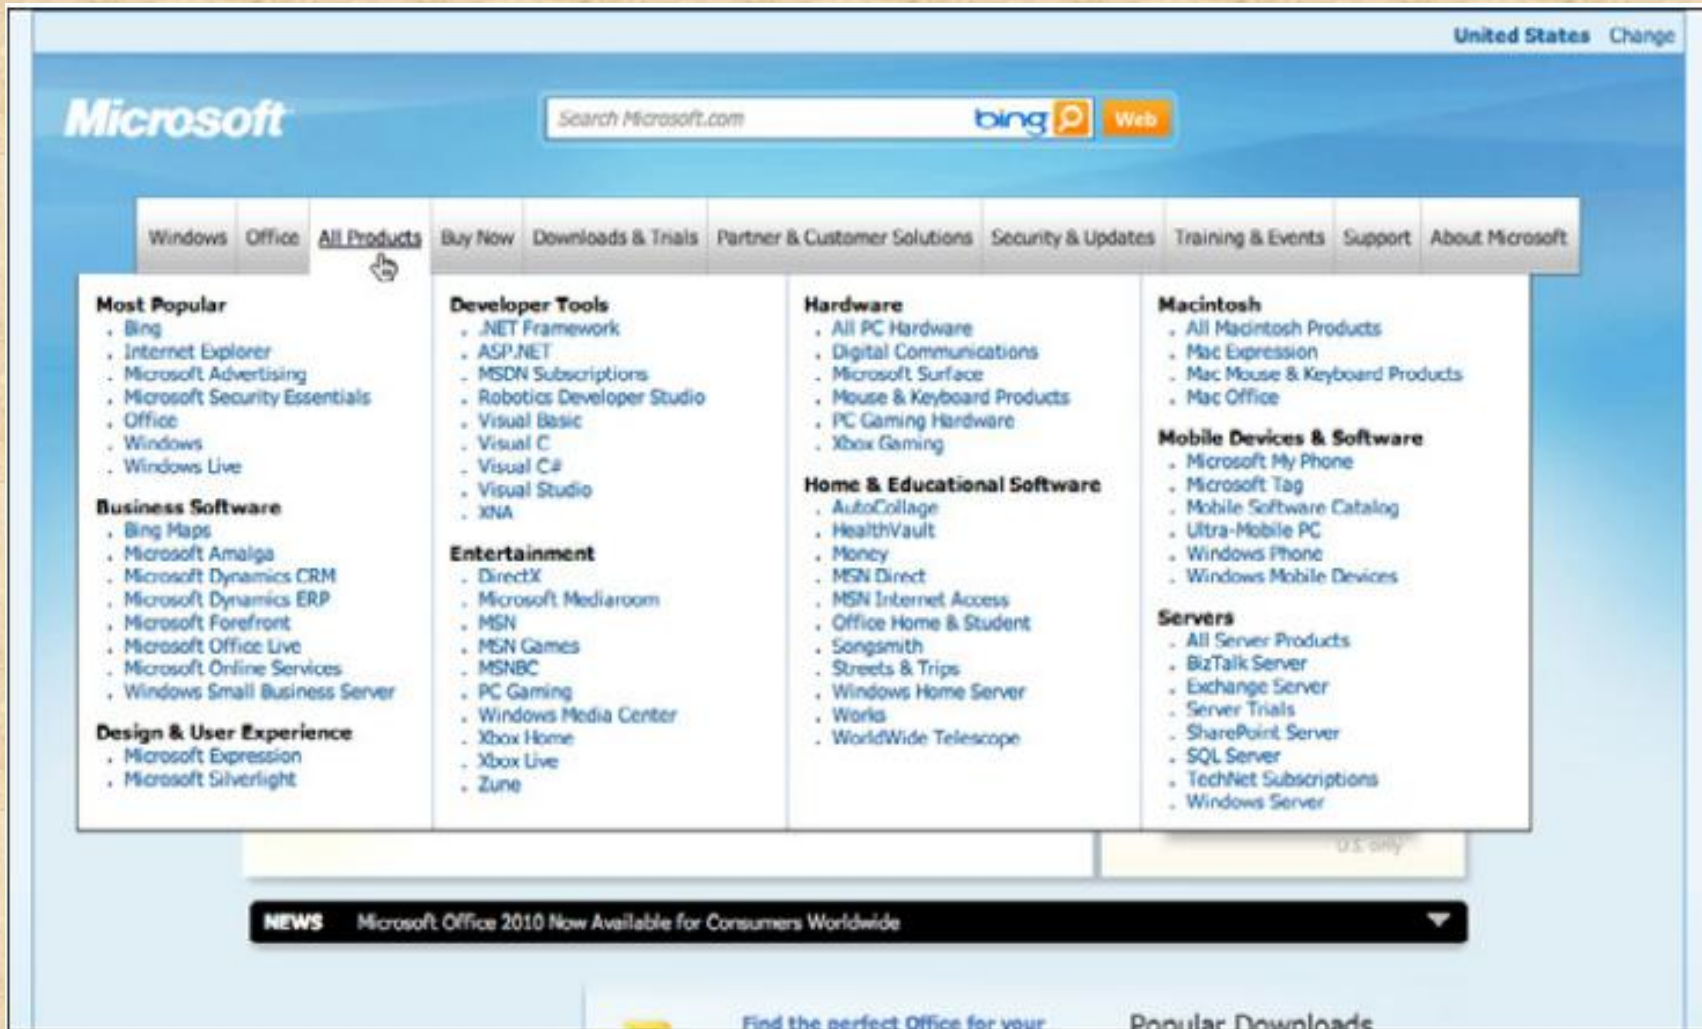 United States Change
Microsoft
Search Microsoft.com bing Web
Windows Office All Products Buy Now Downloads & Trials Partner & Customer Solutions Security & Updates Training & Events Support About Microsoft
Most Popular
. Bing
. Internet Explorer
. Microsoft Advertising
. Microsoft Security Essentials
. Office
. Windows
. Windows Live
Business Software
. Bing Maps
. Microsoft Amalga
. Microsoft Dynamics CRM
. Microsoft Dynamics ERP
. Microsoft Forefront
. Microsoft Office Live
. Microsoft Online Services
. Windows Small Business Server
Design & User Experience
. Microsoft Expression
. Microsoft Silverlight
Developer Tools
. .NET Framework
. ASP.NET
. MSDN Subscriptions
. Robotics Developer Studio
. Visual Basic
. Visual C
. Visual C#
. Visual Studio
. XNA
Entertainment
. DirectX
. Microsoft Mediaroom
. MSN
. MSN Games
. MSNBC
. PC Gaming
. Windows Media Center
. Xbox Home
. Xbox Live
. Zune
Hardware
. All PC Hardware
. Digital Communications
. Microsoft Surface
. Mouse & Keyboard Products
. PC Gaming Hardware
. Xbox Gaming
Home & Educational Software
. AutoCollage
. HealthVault
. Money
. MSN Direct
. MSN Internet Access
. Office Home & Student
. Songsmith
. Streets & Trips
. Windows Home Server
. Works
. WorldWide Telescope
Macintosh
. All Macintosh Products
. Mac Expression
. Mac Mouse & Keyboard Products
. Mac Office
Mobile Devices & Software
. Microsoft My Phone
. Microsoft Tag
. Mobile Software Catalog
. Ultra-Mobile PC
. Windows Phone
. Windows Mobile Devices
Servers
. All Server Products
. BizTalk Server
. Exchange Server
. Server Trials
. SharePoint Server
. SQL Server
. TechNet Subscriptions
. Windows Server
U.S. only
NEWS Microsoft Office 2010 Now Available for Consumers Worldwide
Find the perfect Office for your
Popular Downloads